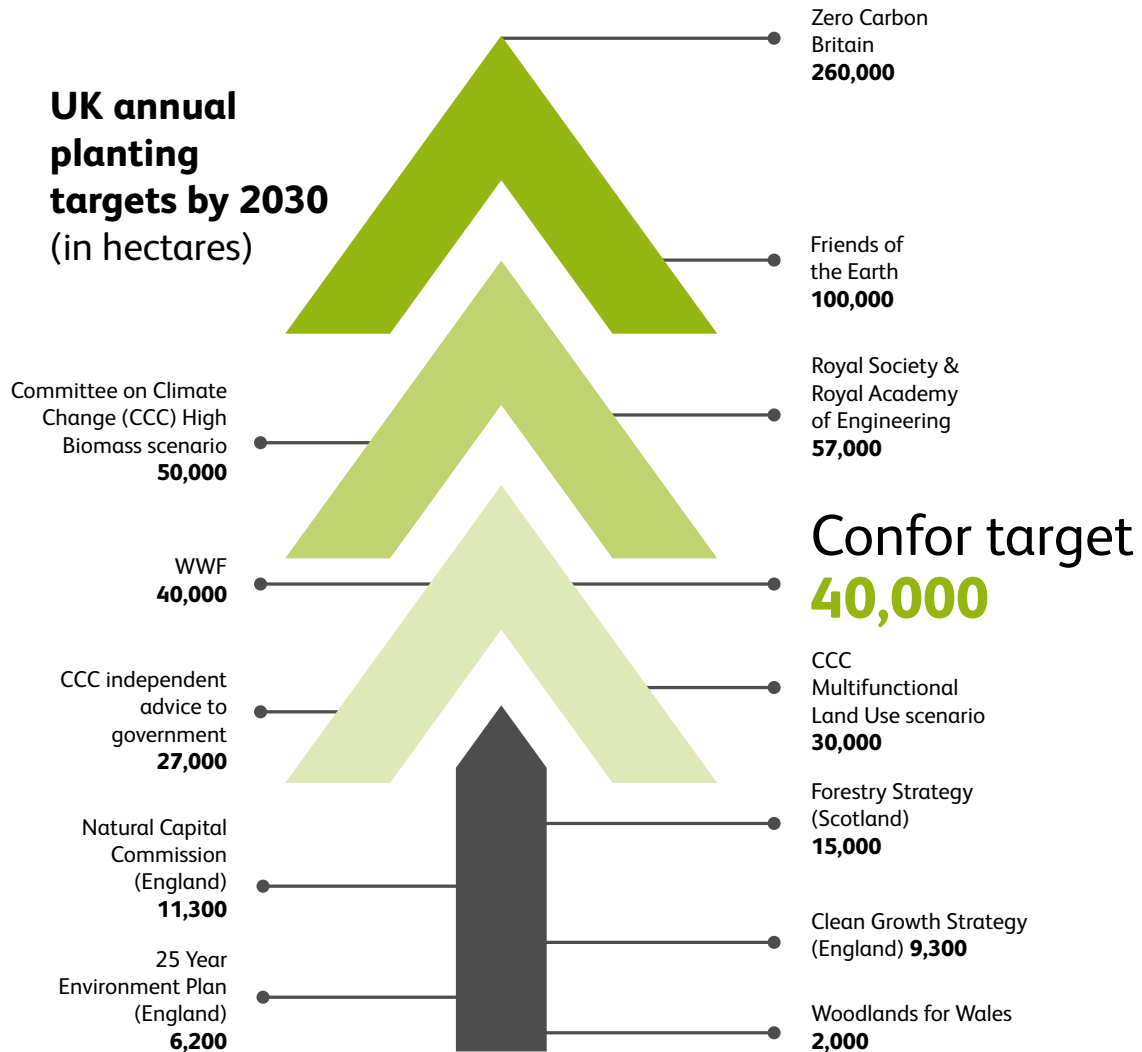 UK annual
planting
targets by 2030
(in hectares)
Zero Carbon
Britain
260,000
Friends of
the Earth
100,000
Royal Society &
Royal Academy
of Engineering
57,000
Committee on Climate
Change (CCC) High
Biomass scenario
50,000
WWF
40,000
Confor target
40,000
CCC
Multifunctional
Land Use scenario
30,000
CCC independent
advice to
government
27,000
Forestry Strategy
(Scotland)
15,000
Natural Capital
Commission
(England)
11,300
Clean Growth Strategy
(England) 9,300
25 Year
Environment Plan
(England)
6,200
Woodlands for Wales
2,000